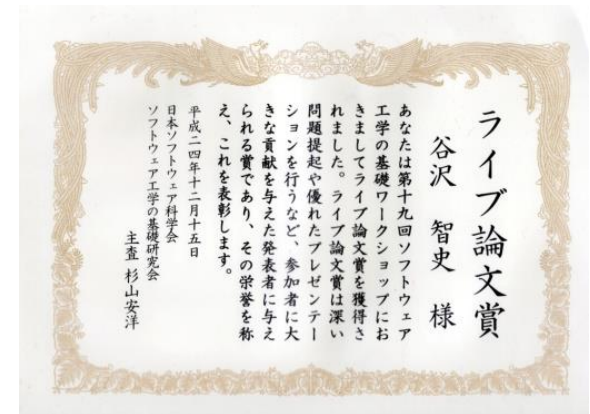 ライブ論文賞
谷沢 智史 様
あなたは第十九回ソフトウェア
工学の基礎ワークショップにお
きましてライブ論文賞を獲得さ
れました。ライブ論文賞は深い
問題提起や優れたプレゼンテー
ションを行うなど、参加者に大
きな貢献を与えた発表者に与え
られる賞であり、その栄誉を称
え、これを表彰します。
平成二四年十二月十五日
日本ソフトウェア科学会
ソフトウェア工学の基礎研究会
主査 杉山安洋